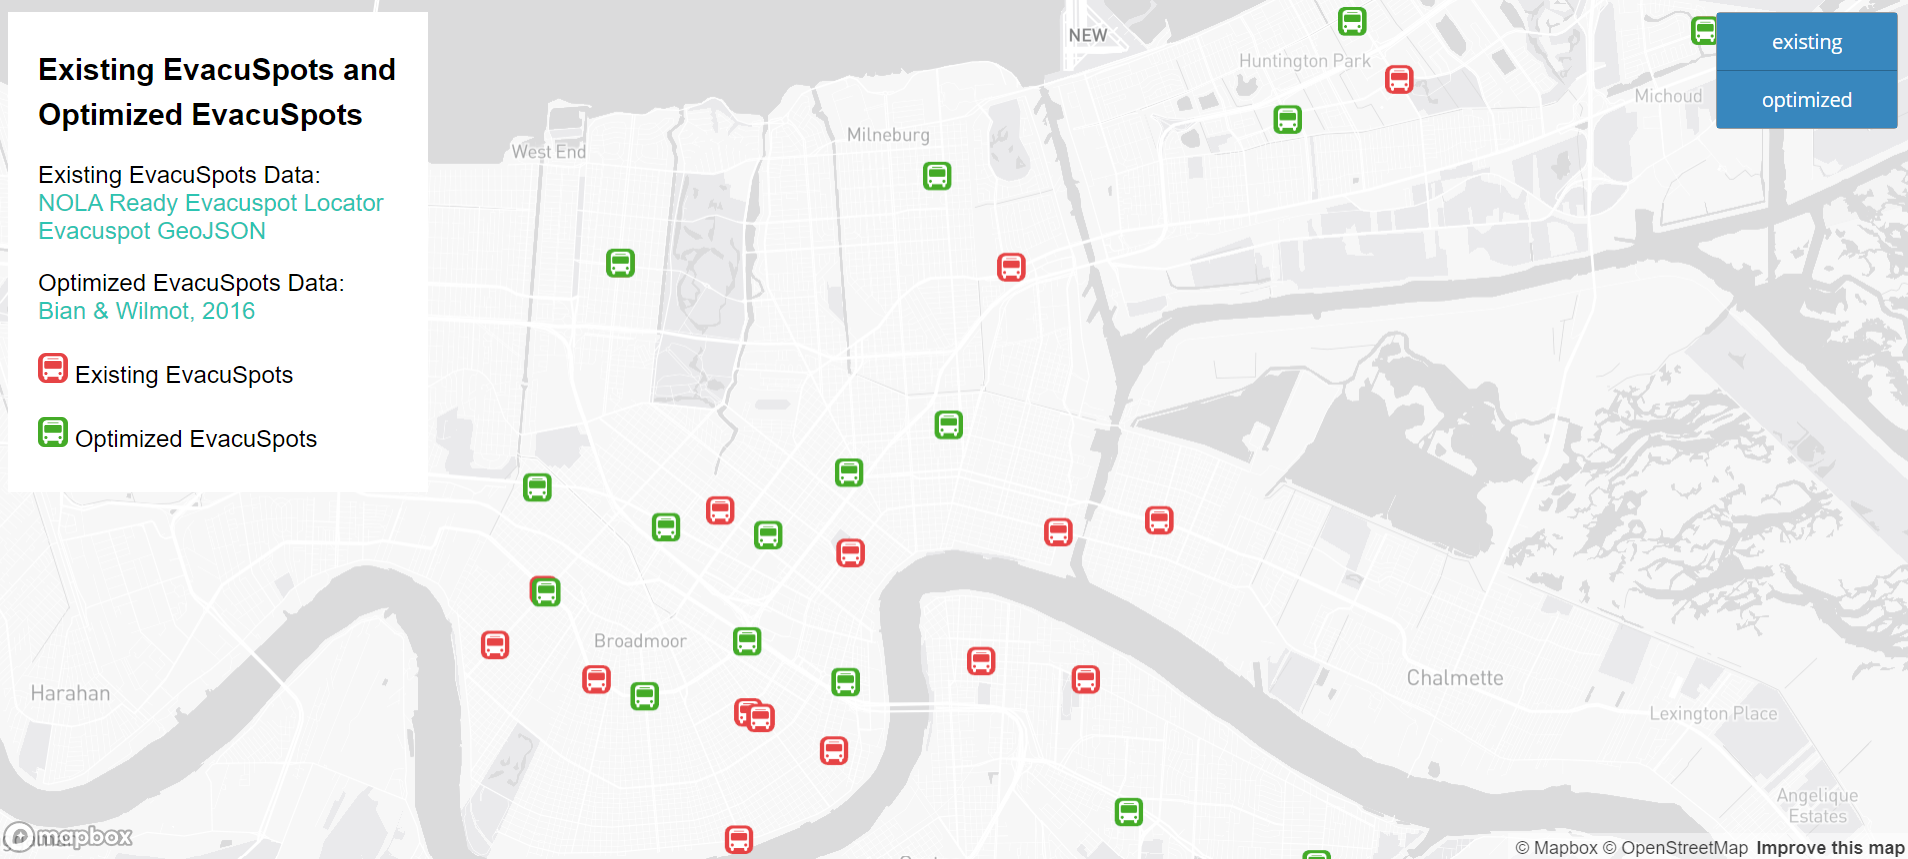 Existing EvacuSpots and
Optimized EvacuSpots
Existing EvacuSpots Data:
NOLA Ready Evacuspot Locator
Evacuspot GeoJSON
Optimized EvacuSpots Data:
Bian & Wilmot, 2016
Existing EvacuSpots
Optimized EvacuSpots
existing
optimized
NEW
Huntington Park
Michoud
Milneburg
West End
Broadmoor
Harahan
Chalmette
Lexington Place
Angelique
Estates
mapbox
© Mapbox © OpenStreetMap Improve this map